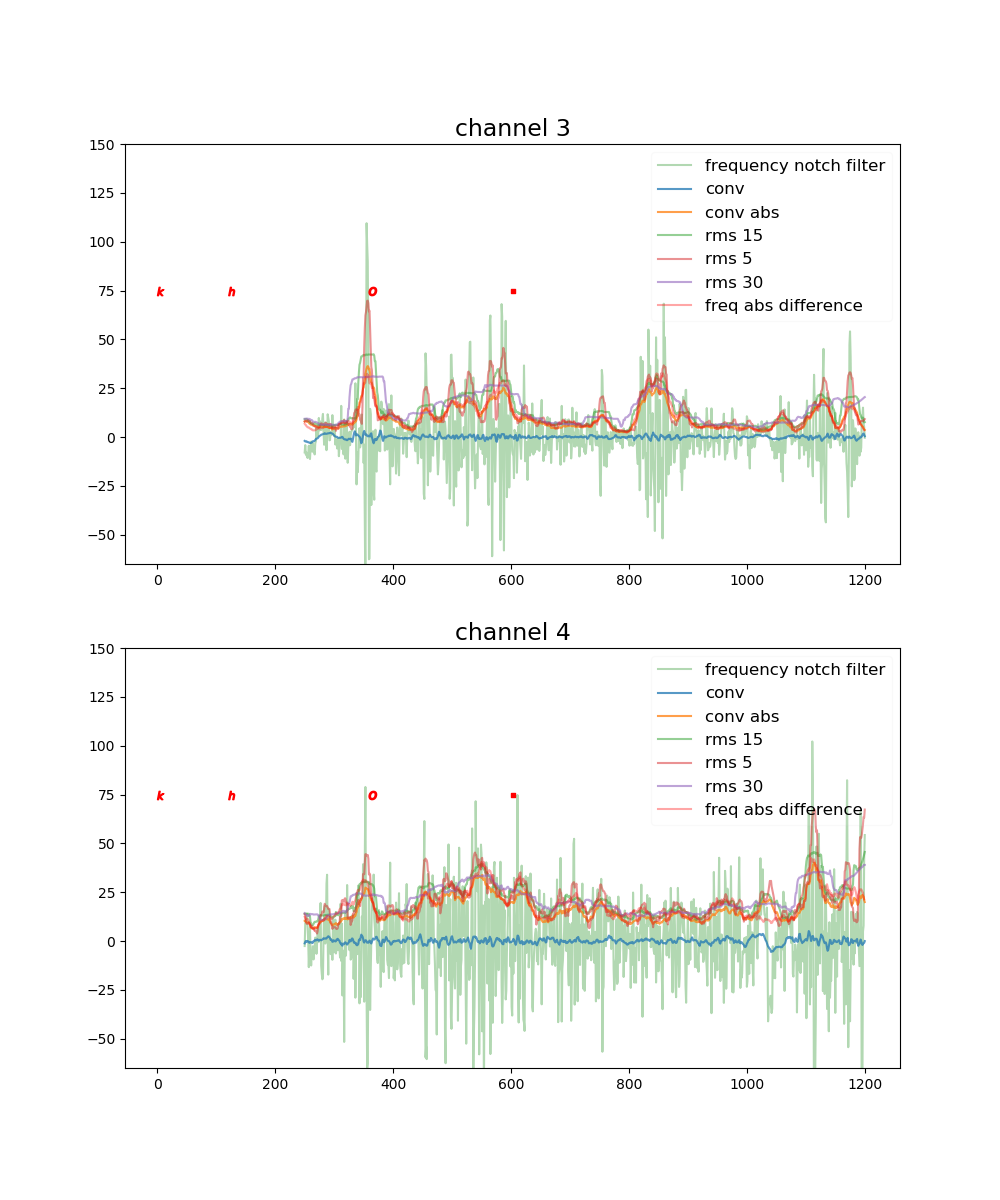 channel 3
150
125
100
75
50
25
0
−25
−50
k h O ▪
frequency notch filter
conv
conv abs
rms 15
rms 5
rms 30
freq abs difference
0 200 400 600 800 1000 1200
channel 4
150
125
100
75
50
25
0
−25
−50
k h O ▪
frequency notch filter
conv
conv abs
rms 15
rms 5
rms 30
freq abs difference
0 200 400 600 800 1000 1200